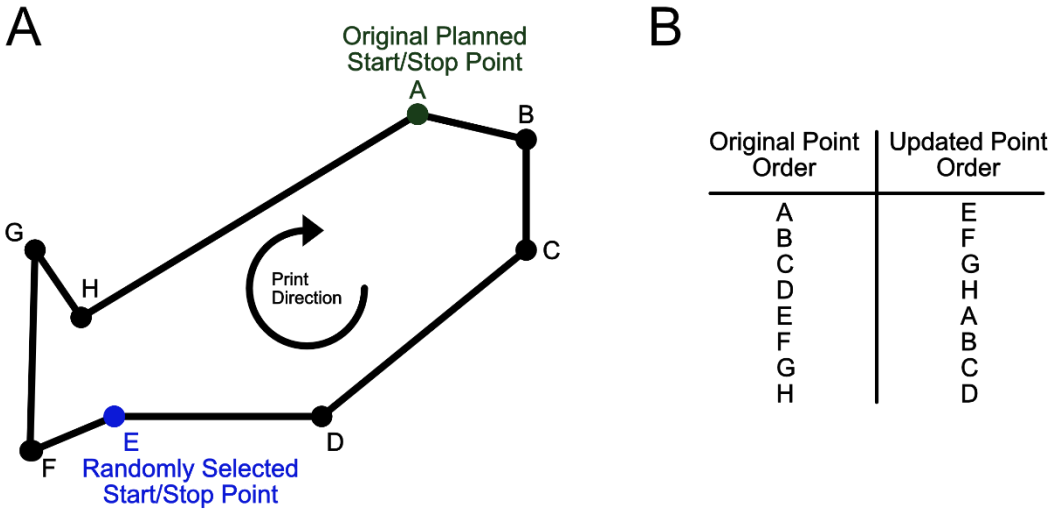 A
Original Planned
Start/Stop Point
A
B
G
H
C
Print
Direction
E
D
F
Randomly Selected
Start/Stop Point
B
Original Point Order
Updated Point Order
A E
B F
C G
D H
E A
F B
G C
H D